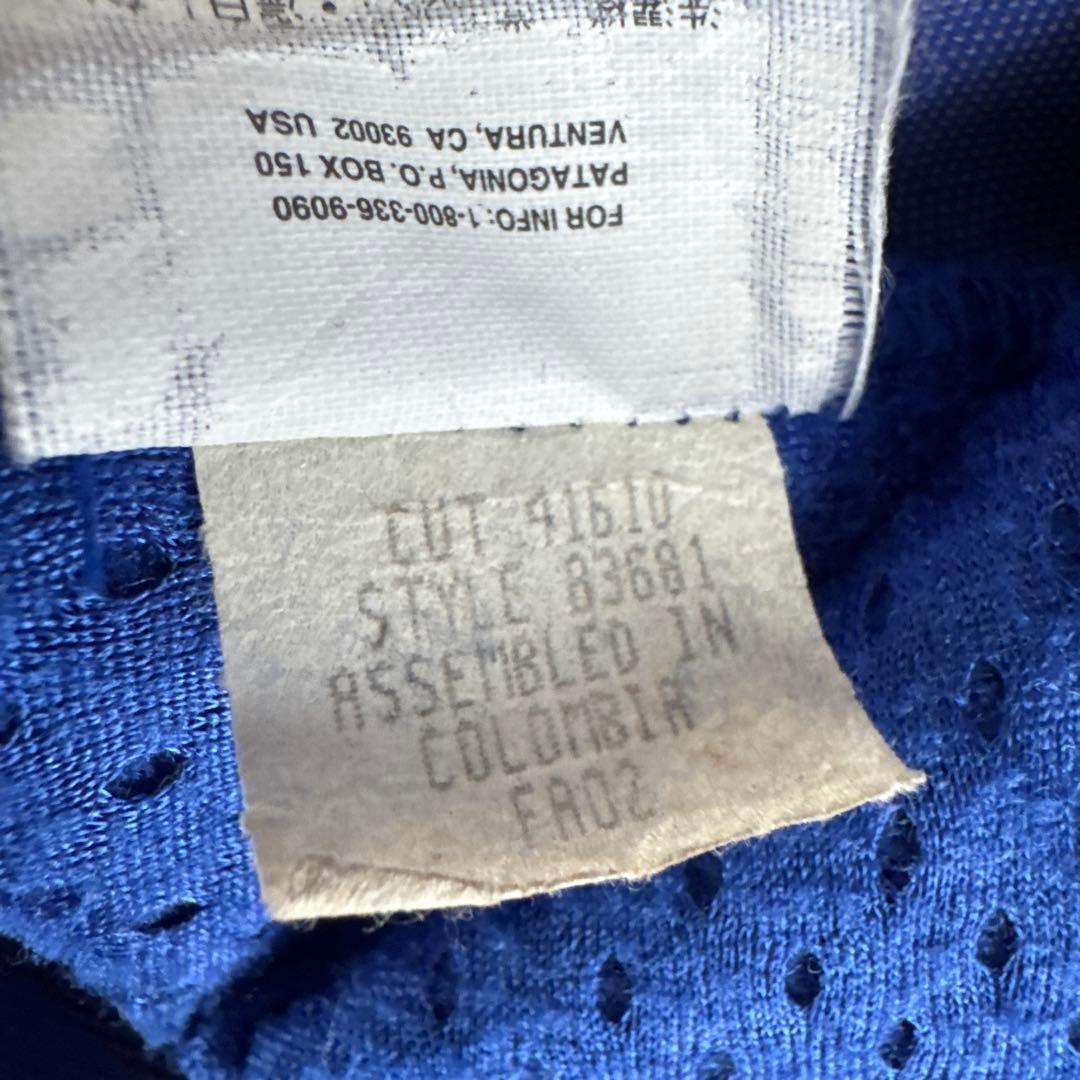 FOR INFO: 1-800-336-9090
PATAGONIA, P.O. BOX 150
VENTURA, CA 93002 USA
CUT 41610
STYLE 83681
ASSEMBLED IN
COLOMBIA
FA02